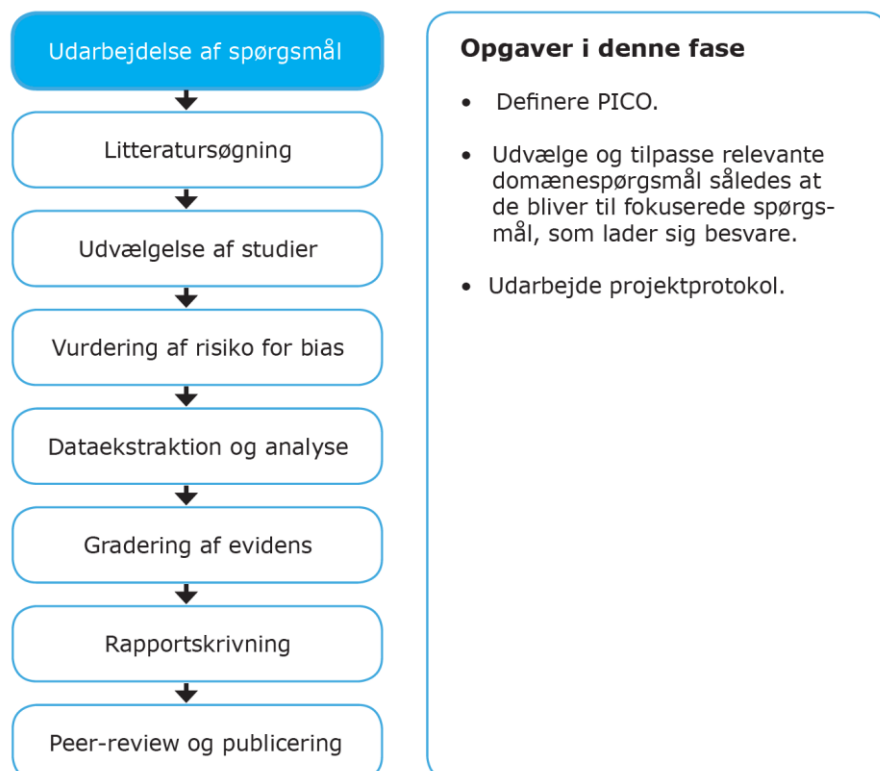 Udarbejdelse af spørgsmål
Litteratursøgning
Udvælgelse af studier
Vurdering af risiko for bias
Dataekstraktion og analyse
Gradering af evidens
Rapportskrivning
Peer-review og publicering
Opgaver i denne fase
• Definere PICO.
• Udvælge og tilpasse relevante
domænespørgsmål således at
de bliver til fokuserede spørgs-
mål, som lader sig besvare.
• Udarbejde projektprotokol.